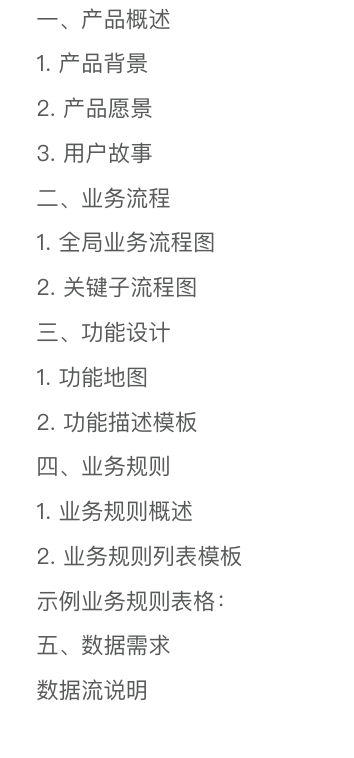 一、产品概述
1. 产品背景
2. 产品愿景
3. 用户故事
二、业务流程
1. 全局业务流程图
2. 关键子流程图
三、功能设计
1. 功能地图
2. 功能描述模板
四、业务规则
1. 业务规则概述
2. 业务规则列表模板
示例业务规则表格：
五、数据需求
数据流说明